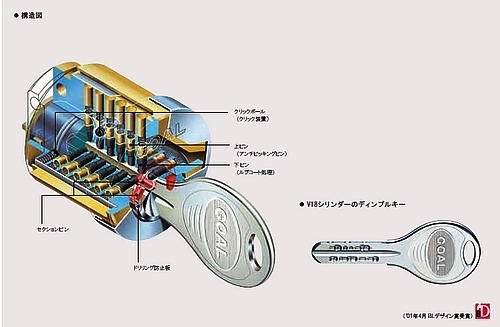 ● 構造図
クリックボール
(クリック装置)
上ピン
(アンチピッキングピン)
下ピン
(ルブコート処理)
セクションピン
ドリリング防止板
GOAL
GOAL
● V18シリンダーのディンプルキー
GOAL
('01年4月 BLデザイン賞受賞)
D